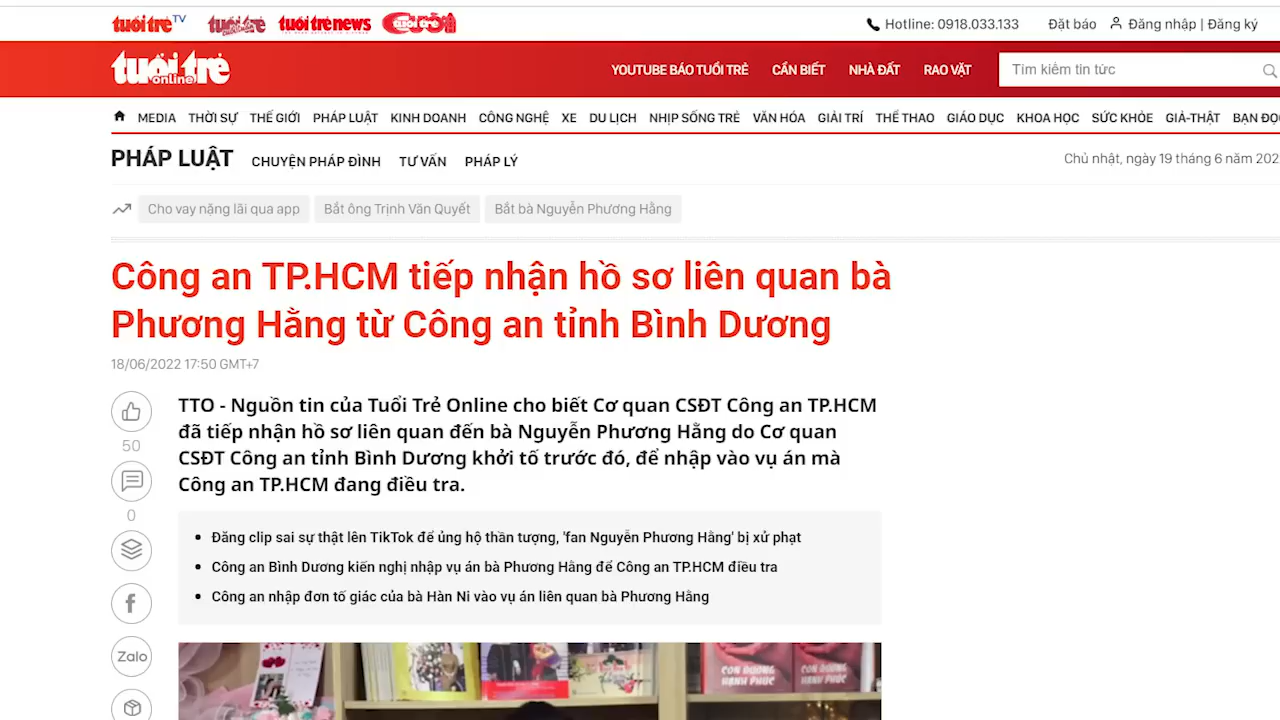 tuổi trẻ TV tuổi trẻ tuổi trẻ news CƯỜI Hotline: 0918.033.133 Đặt báo Đăng nhập | Đăng ký
tuổi trẻ online YOUTUBE BÁO TUỔI TRẺ CẦN BIẾT NHÀ ĐẤT RAO VẶT Tìm kiếm tin tức
MEDIA THỜI SỰ THẾ GIỚI PHÁP LUẬT KINH DOANH CÔNG NGHỆ XE DU LỊCH NHỊP SỐNG TRẺ VĂN HÓA GIẢI TRÍ THỂ THAO GIÁO DỤC KHOA HỌC SỨC KHỎE GIẢ-THẬT BẠN
PHÁP LUẬT CHUYỆN PHÁP ĐÌNH TƯ VẤN PHÁP LÝ Chủ nhật, ngày 19 tháng 6 năm 202
Cho vay nặng lãi qua app Bắt ông Trịnh Văn Quyết Bắt bà Nguyễn Phương Hằng
Công an TP.HCM tiếp nhận hồ sơ liên quan bà
Phương Hằng từ Công an tỉnh Bình Dương
18/06/2022 17:50 GMT+7
TTO - Nguồn tin của Tuổi Trẻ Online cho biết Cơ quan CSĐT Công an TP.HCM
đã tiếp nhận hồ sơ liên quan đến bà Nguyễn Phương Hằng do Cơ quan
CSĐT Công an tỉnh Bình Dương khởi tố trước đó, để nhập vào vụ án mà
Công an TP.HCM đang điều tra.
50
0
Đăng clip sai sự thật lên TikTok để ủng hộ thần tượng, 'fan Nguyễn Phương Hằng' bị xử phạt
Công an Bình Dương kiến nghị nhập vụ án bà Phương Hằng để Công an TP.HCM điều tra
Công an nhập đơn tố giác của bà Hàn Ni vào vụ án liên quan bà Phương Hằng
f
Zalo
CON ĐƯỜNG HẠNH PHÚC CON ĐƯỜNG HẠNH PHÚC